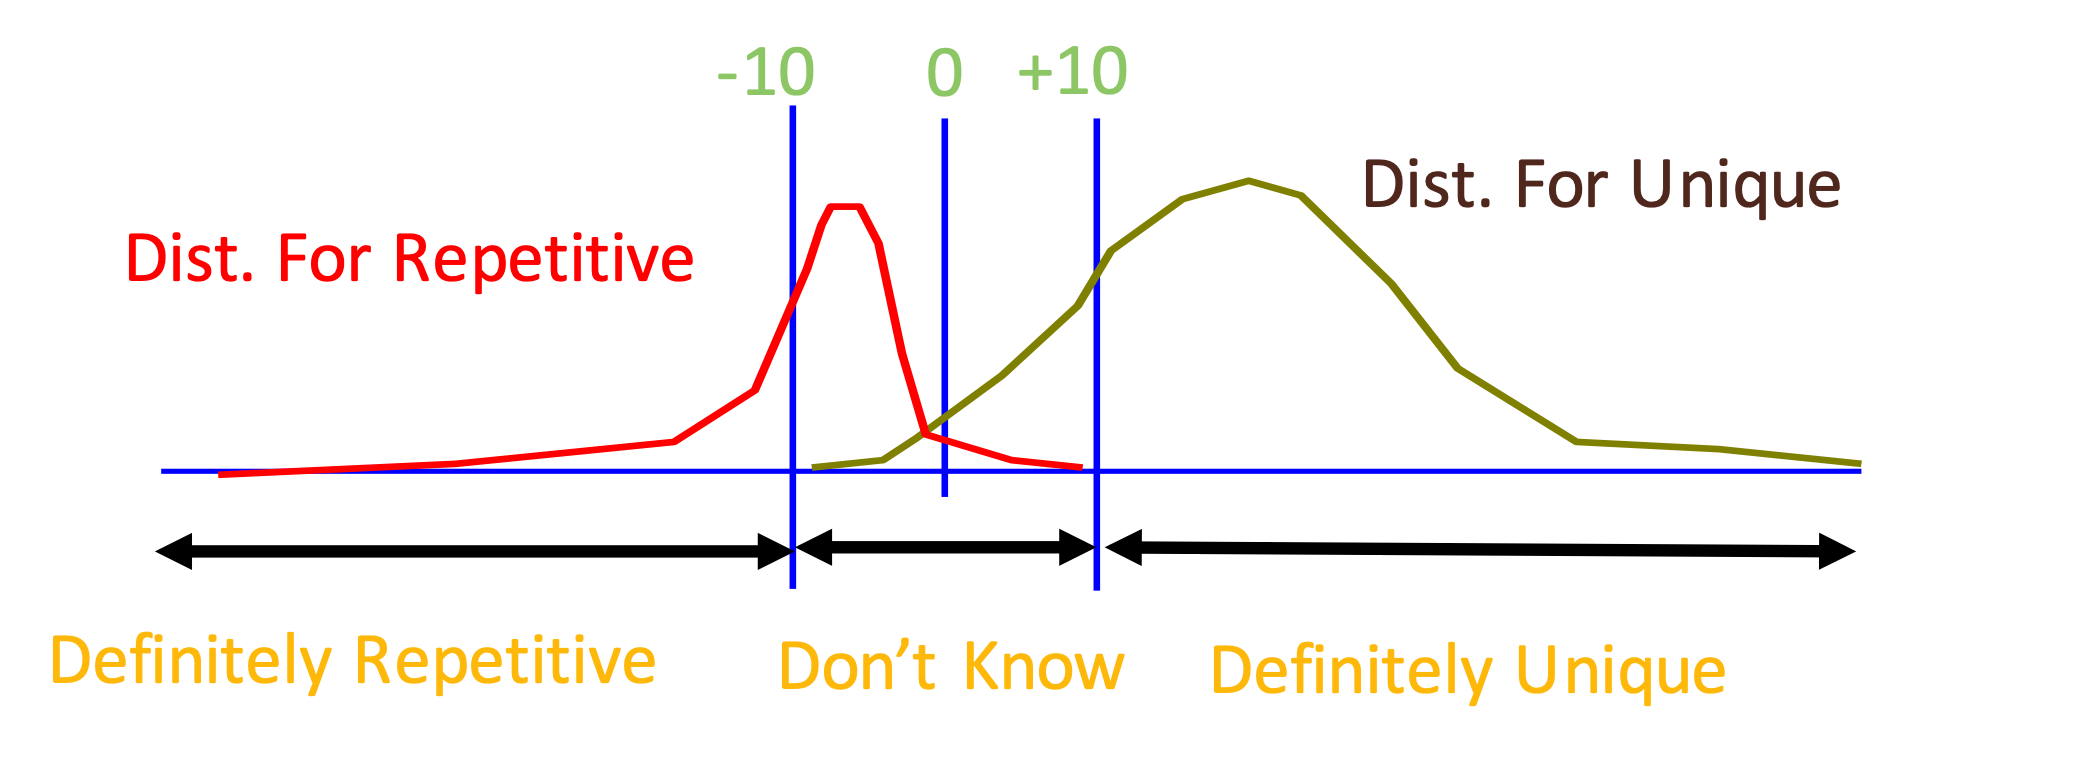 -10 0 +10
Dist. For Unique
Dist. For Repetitive
Definitely Repetitive Don’t Know Definitely Unique